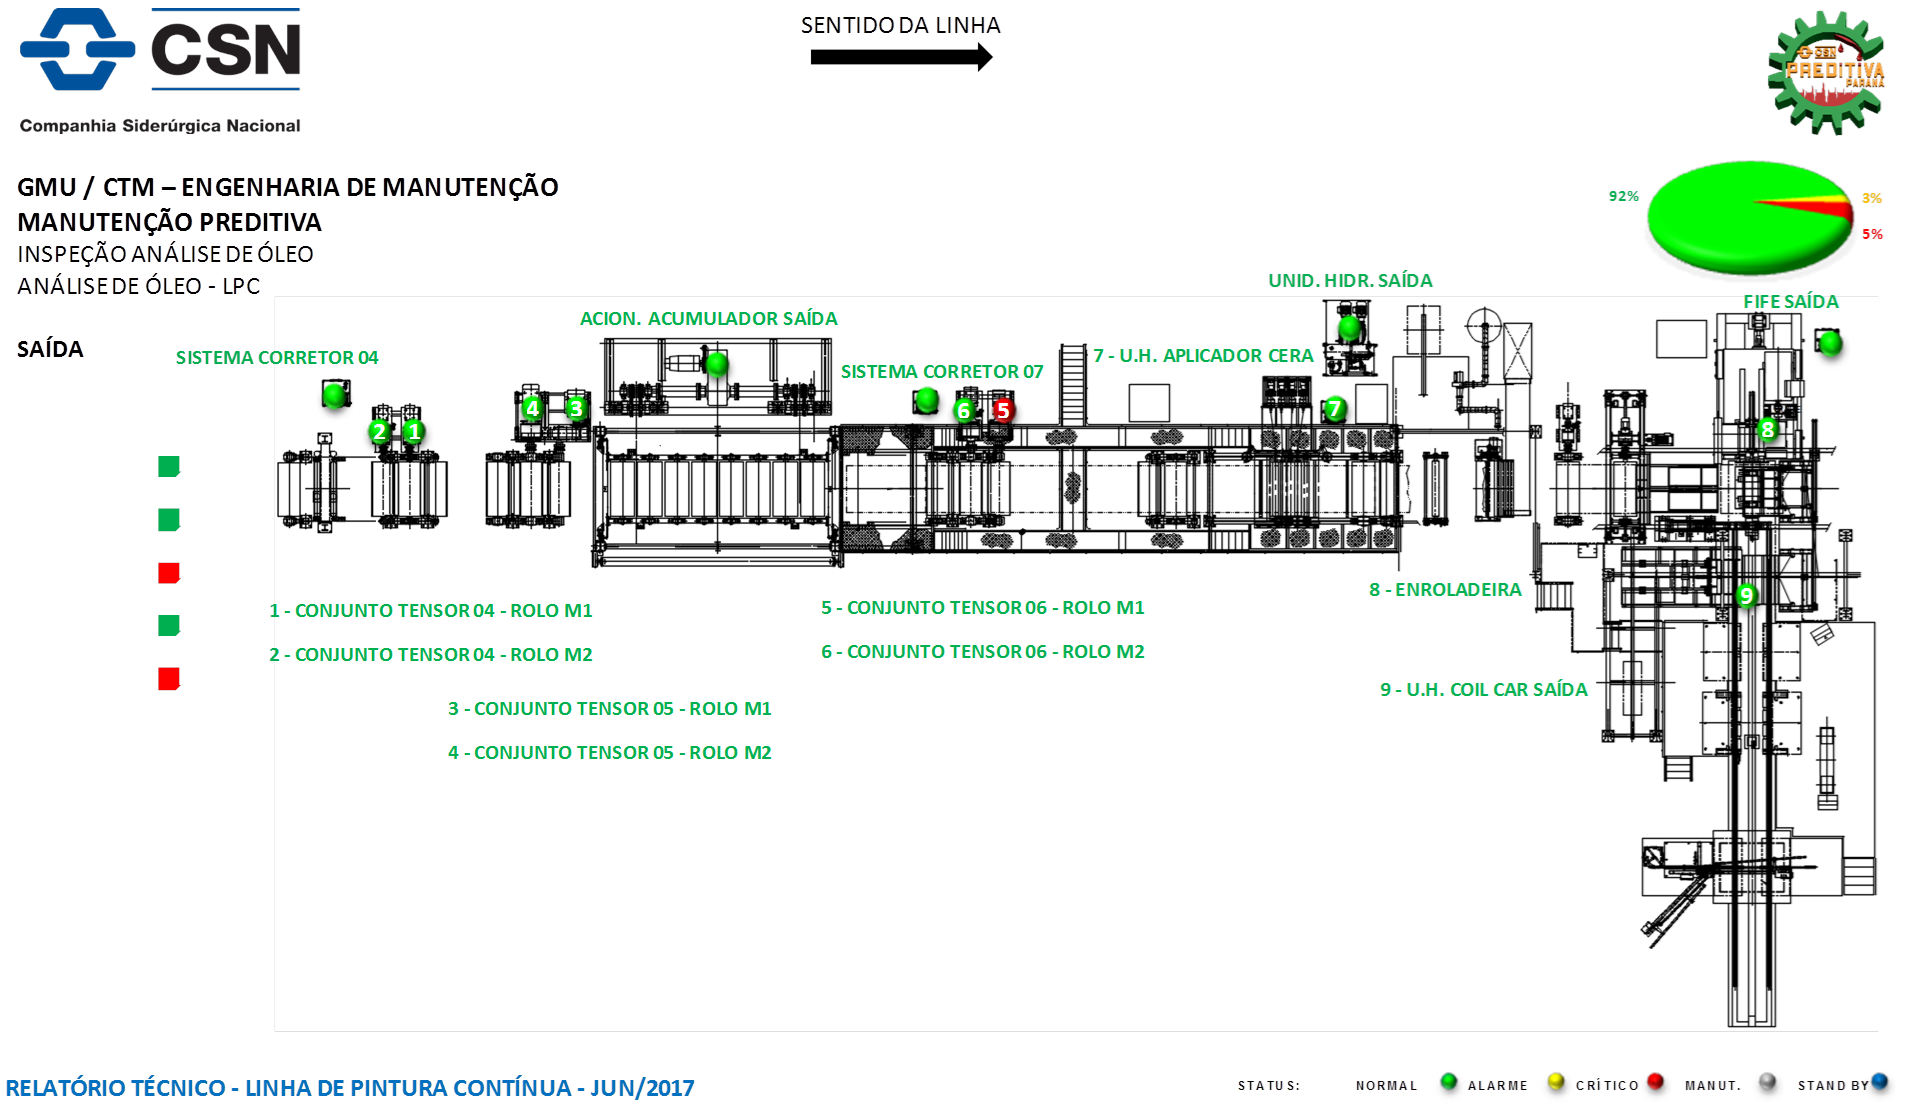 CSN
Companhia Siderúrgica Nacional
SENTIDO DA LINHA
CSN
PREDITIVA
PARANÁ
GMU / CTM – ENGENHARIA DE MANUTENÇÃO
MANUTENÇÃO PREDITIVA
INSPEÇÃO ANÁLISE DE ÓLEO
ANÁLISE DE ÓLEO - LPC
92%
3%
5%
SAÍDA
SISTEMA CORRETOR 04
ACION. ACUMULADOR SAÍDA
SISTEMA CORRETOR 07
7 - U.H. APLICADOR CERA
UNID. HIDR. SAÍDA
FIFE SAÍDA
2
1
4
3
6
5
7
8
9
1 - CONJUNTO TENSOR 04 - ROLO M1
2 - CONJUNTO TENSOR 04 - ROLO M2
3 - CONJUNTO TENSOR 05 - ROLO M1
4 - CONJUNTO TENSOR 05 - ROLO M2
5 - CONJUNTO TENSOR 06 - ROLO M1
6 - CONJUNTO TENSOR 06 - ROLO M2
8 - ENROLADEIRA
9 - U.H. COIL CAR SAÍDA
RELATÓRIO TÉCNICO - LINHA DE PINTURA CONTÍNUA - JUN/2017
STATUS: NORMAL ALARME CRÍTICO MANUT. STAND BY